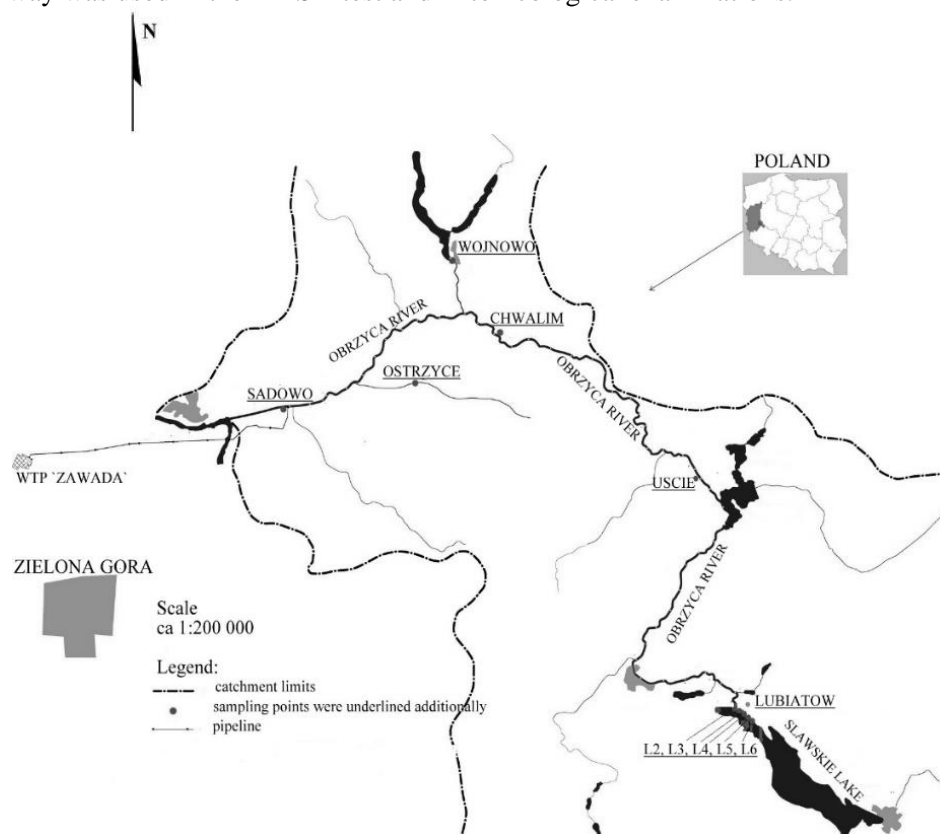 N
POLAND
WOJNOWO
CHWALIM
OBRZYCA RIVER
OSTRZYCE
OBRZYCA RIVER
SADOWO
WTP `ZAWADA`
USCIE
OBRZYCA RIVER
ZIELONA GORA
Scale
ca 1:200 000
Legend:
catchment limits
sampling points were underlined additionally
pipeline
LUBIATOW
L2, L3, L4, L5, L6
SLAWSKIE LAKE